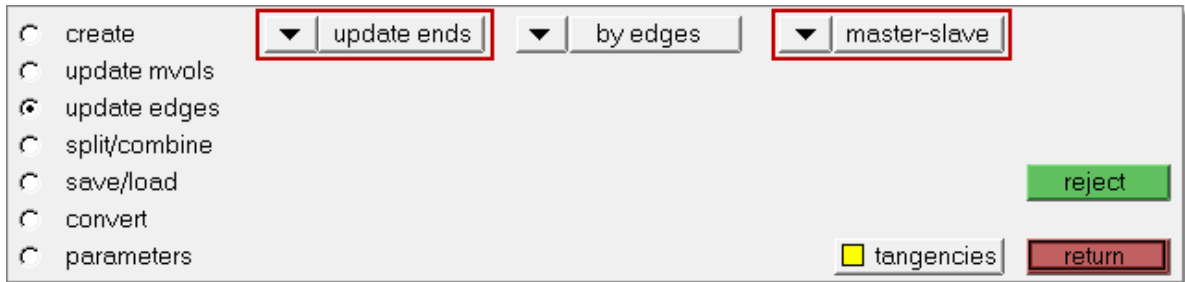 create update ends by edges master-slave
update mvols
update edges
split/combine
save/load reject
convert
parameters tangencies return